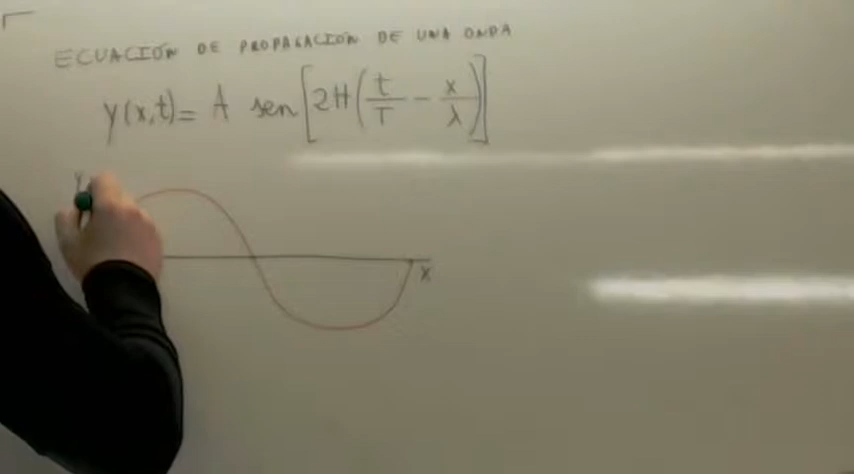 ECUACIÓN DE PROPAGACIÓN DE UNA ONDA
y(x,t) = A sen [2π(t/T − x/λ)]
y
x